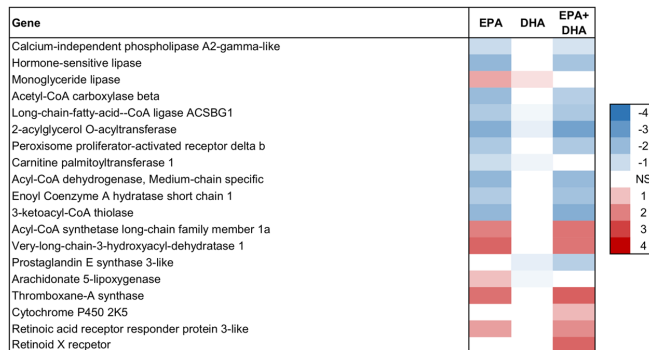 Gene EPA DHA EPA+ DHA
Calcium-independent phospholipase A2-gamma-like
Hormone-sensitive lipase
Monoglyceride lipase
Acetyl-CoA carboxylase beta
Long-chain-fatty-acid--CoA ligase ACSBG1
2-acylglycerol O-acyltransferase
Peroxisome proliferator-activated receptor delta b
Carnitine palmitoyltransferase 1
Acyl-CoA dehydrogenase, Medium-chain specific
Enoyl Coenzyme A hydratase short chain 1
3-ketoacyl-CoA thiolase
Acyl-CoA synthetase long-chain family member 1a
Very-long-chain-3-hydroxyacyl-dehydratase 1
Prostaglandin E synthase 3-like
Arachidonate 5-lipoxygenase
Thromboxane-A synthase
Cytochrome P450 2K5
Retinoic acid receptor responder protein 3-like
Retinoid X recpetor
-4
-3
-2
-1
NS
1
2
3
4